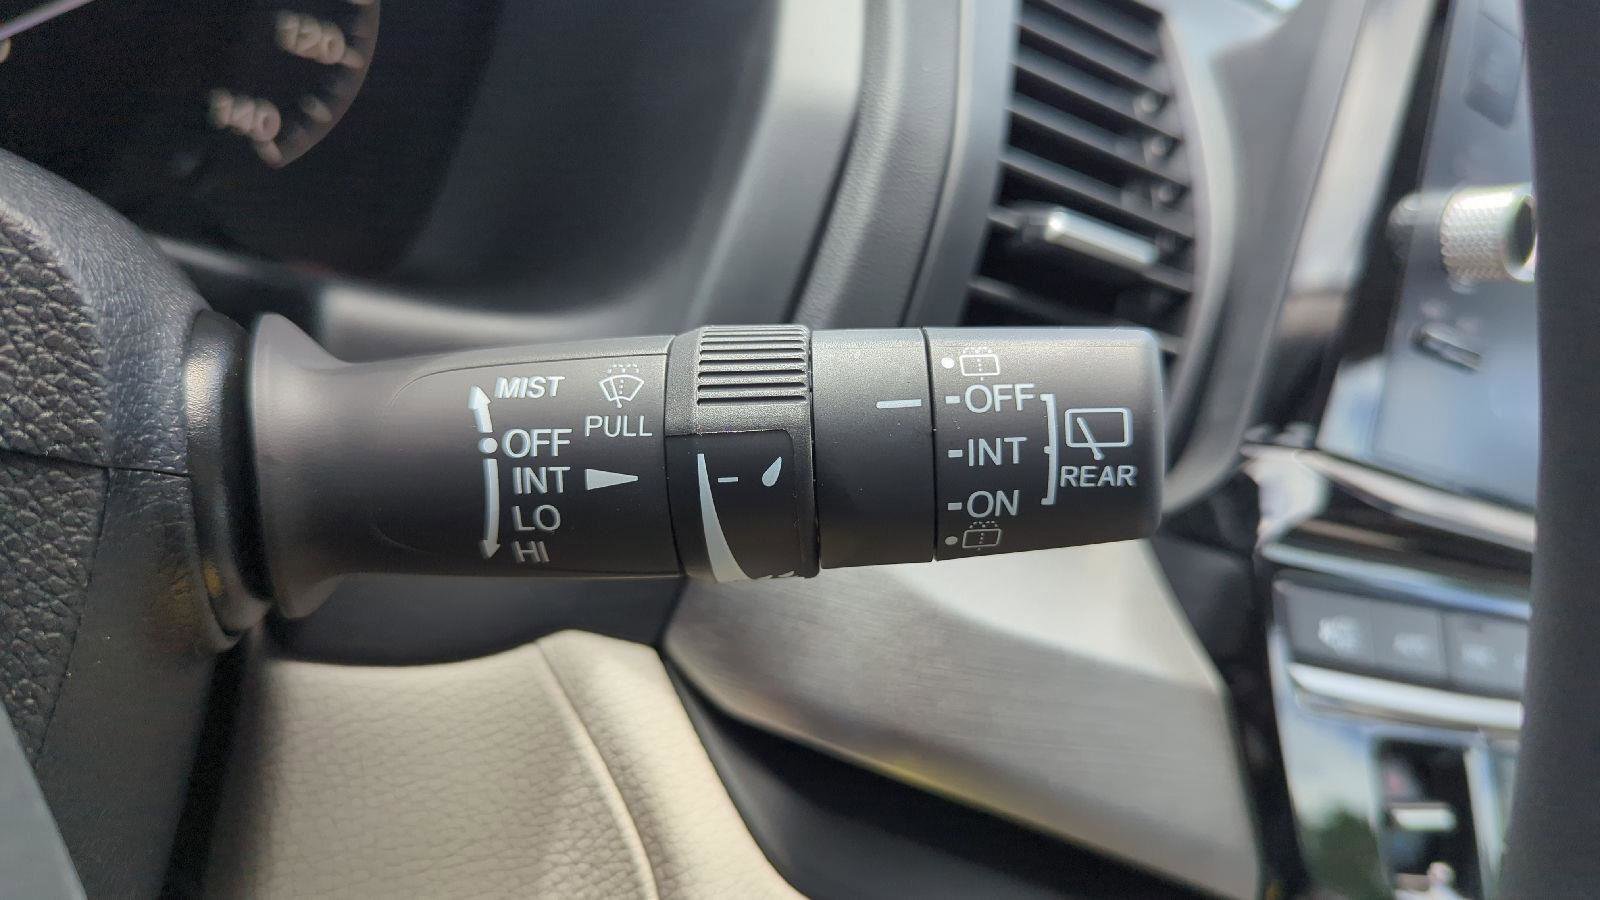 120
140
MIST
PULL
OFF
INT
LO
HI
OFF
INT
ON
REAR